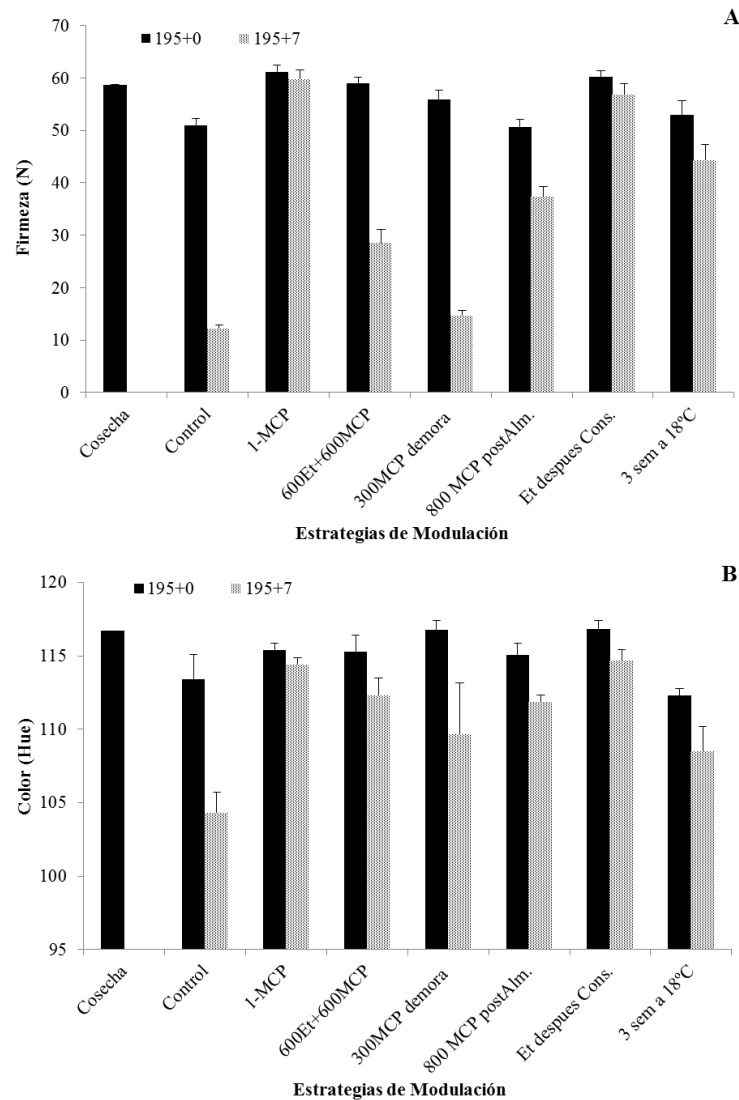 A
195+0
195+7
70
60
50
40
30
20
10
0
Firmeza (N)
Cosecha
Control
1-MCP
600Et+600MCP
300MCP demora
800 MCP postAlm.
Et despues Cons.
3 sem a 18ºC
Estrategias de Modulación
B
195+0
195+7
120
115
110
105
100
95
Color (Hue)
Cosecha
Control
1-MCP
600Et+600MCP
300MCP demora
800 MCP postAlm.
Et despues Cons.
3 sem a 18ºC
Estrategias de Modulación